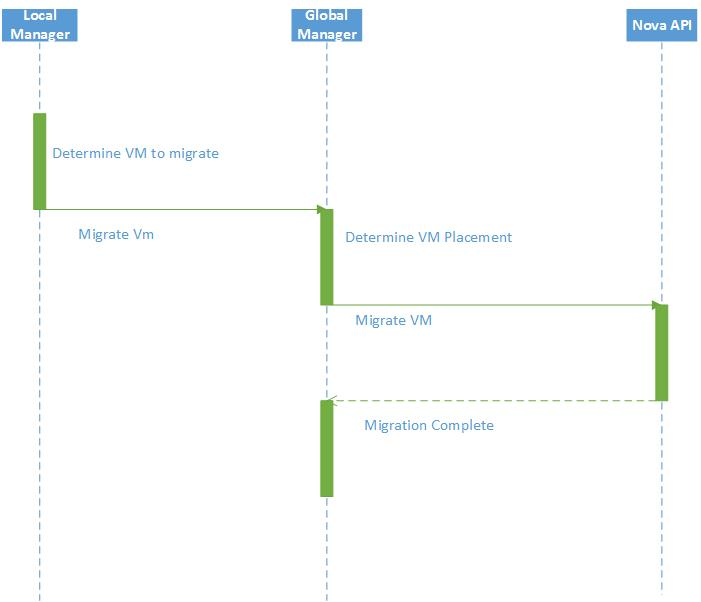 Local
Manager
Global
Manager
Nova API
Determine VM to migrate
Migrate Vm
Determine VM Placement
Migrate VM
Migration Complete